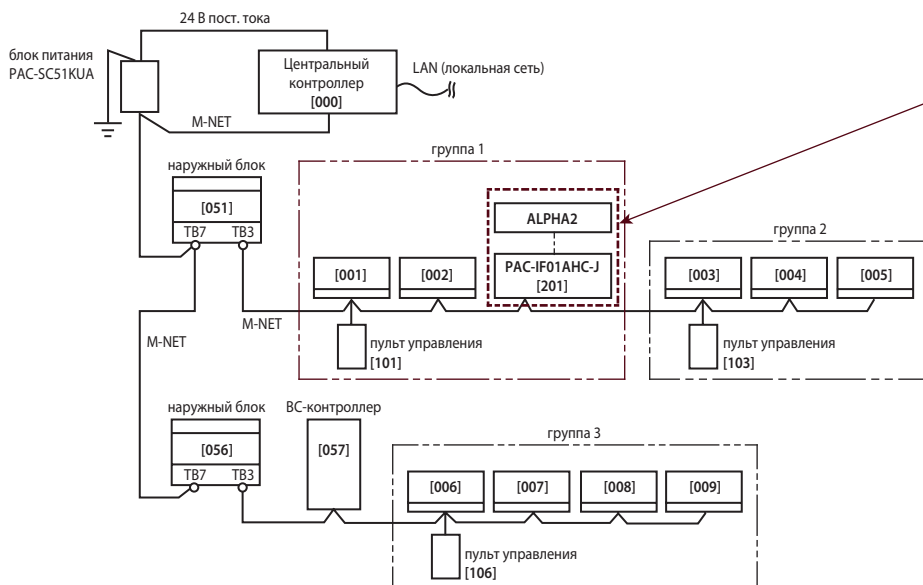 24 В пост. тока
блок питания
PAC-SC51KUA
Центральный
контроллер
[000]
LAN (локальная сеть)
M-NET
группа 1
наружный блок
[051]
TB7 TB3
ALPHA2
PAC-IF01AHC-J
[201]
[001]
[002]
группа 2
[003]
[004]
[005]
M-NET
M-NET
пульт управления
[101]
пульт управления
[103]
наружный блок
[056]
TB7 TB3
BC-контроллер
[057]
группа 3
[006]
[007]
[008]
[009]
пульт управления
[106]